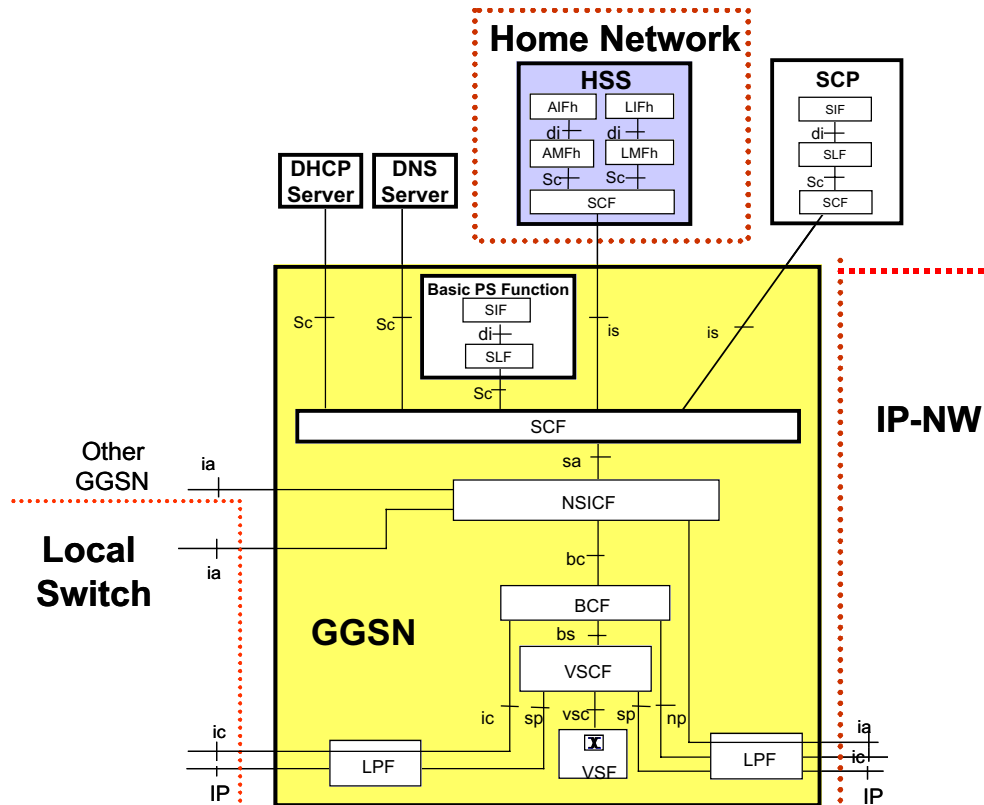 Home Network
HSS
AIFh
LIFh
di
di
AMFh
LMFh
Sc
Sc
SCF
SCP
SIF
di
SLF
Sc
SCF
DHCP
Server
DNS
Server
Basic PS Function
SIF
di
SLF
Sc
Sc
Sc
is
is
SCF
IP-NW
sa
Other
GGSN
ia
NSICF
Local
Switch
ia
bc
BCF
GGSN
bs
VSCF
ic
sp
vsc
sp
np
ic
LPF
IP
VSF
LPF
ia
ic
IP